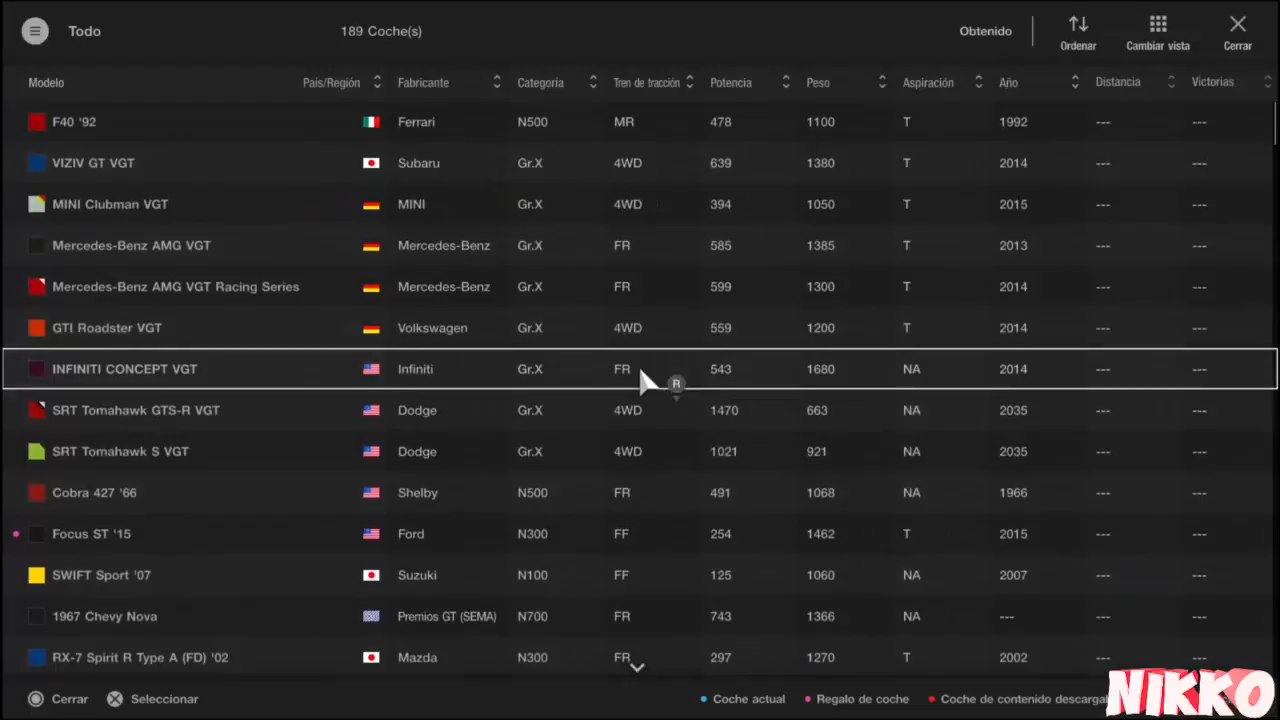 Todo 189 Coche(s) Obtenido Ordenar Cambiar vista Cerrar
Modelo País/Región Fabricante Categoría Tren de tracción Potencia Peso Aspiración Año Distancia Victorias
F40 '92 Ferrari N500 MR 478 1100 T 1992 --- ---
VIZIV GT VGT Subaru Gr.X 4WD 639 1380 T 2014 --- ---
MINI Clubman VGT MINI Gr.X 4WD 394 1050 T 2015 --- ---
Mercedes-Benz AMG VGT Mercedes-Benz Gr.X FR 585 1385 T 2013 --- ---
Mercedes-Benz AMG VGT Racing Series Mercedes-Benz Gr.X FR 599 1300 T 2014 --- ---
GTI Roadster VGT Volkswagen Gr.X 4WD 559 1200 T 2014 --- ---
INFINITI CONCEPT VGT Infiniti Gr.X FR R 543 1680 NA 2014 --- ---
SRT Tomahawk GTS-R VGT Dodge Gr.X 4WD 1470 663 NA 2035 --- ---
SRT Tomahawk S VGT Dodge Gr.X 4WD 1021 921 NA 2035 --- ---
Cobra 427 '66 Shelby N500 FR 491 1068 NA 1966 --- ---
Focus ST '15 Ford N300 FF 254 1462 T 2015 --- ---
SWIFT Sport '07 Suzuki N100 FF 125 1060 NA 2007 --- ---
1967 Chevy Nova Premios GT (SEMA) N700 FR 743 1366 NA --- --- ---
RX-7 Spirit R Type A (FD) '02 Mazda N300 FR 297 1270 T 2002 --- ---
Cerrar Seleccionar Coche actual Regalo de coche Coche de contenido descarga
NIKKO